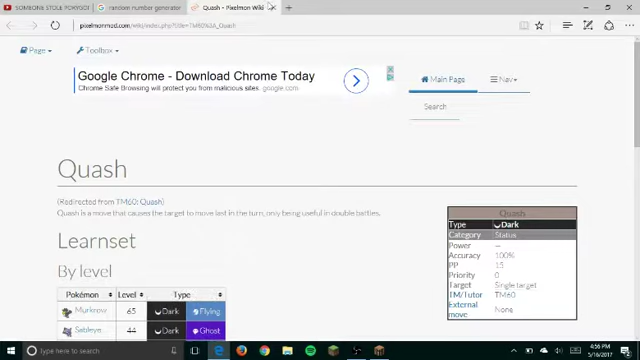 SOMEONE STOLE MY
random number generator
Quash - Pixelmon Wiki
pixelmonmod.com/wiki/index.php?title=TM60%3A_Quash
Page
Toolbox
Google Chrome - Download Chrome Today
Chrome Safe Browsing will protect you from malicious sites. google.com
Main Page
Nav
Search
Quash
(Redirected from TM60: Quash)
Quash is a move that causes the target to move last in the turn, only being useful in double battles.
Quash
Type Dark
Category Status
Power —
Accuracy 100%
PP 15
Priority 0
Target Single target
TM/Tutor TM60
External move None
Learnset
By level
Pokémon Level Type
Murkrow 65 Dark Flying
Sableye 44 Dark Ghost
Type here to search
4:56 PM
5/16/2017